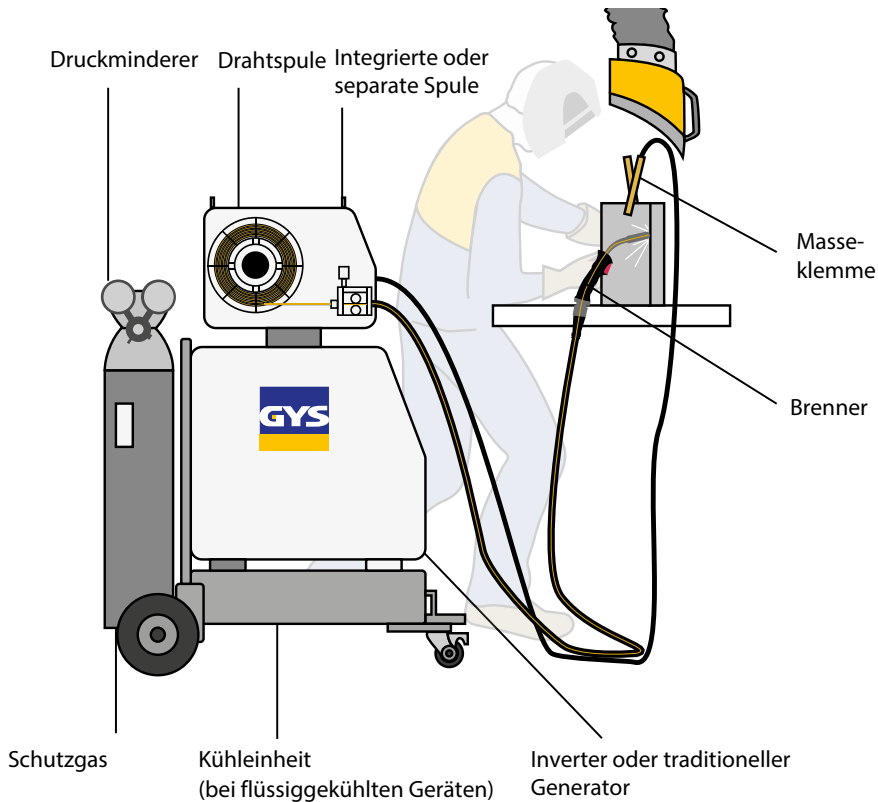 Druckminderer
Drahtspule
Integrierte oder
separate Spule
GYS
Masse-
klemme
Brenner
Schutzgas
Kühleinheit
(bei flüssiggekühlten Geräten)
Inverter oder traditioneller
Generator